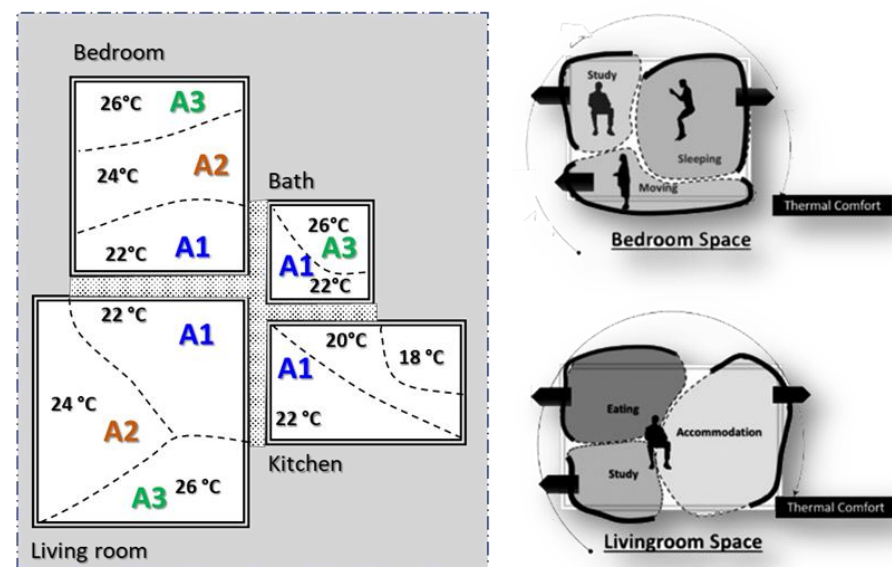 Bedroom
26°C A3
24°C A2
22°C A1
Bath
26°C
A3
A1
22°C
22 °C
A1
24 °C
A2
A3 26 °C
Living room
20°C
18 °C
A1
22 °C
Kitchen
Study
Sleeping
Moving
Thermal Comfort
Bedroom Space
Eating
Accommodation
Study
Thermal Comfort
Livingroom Space